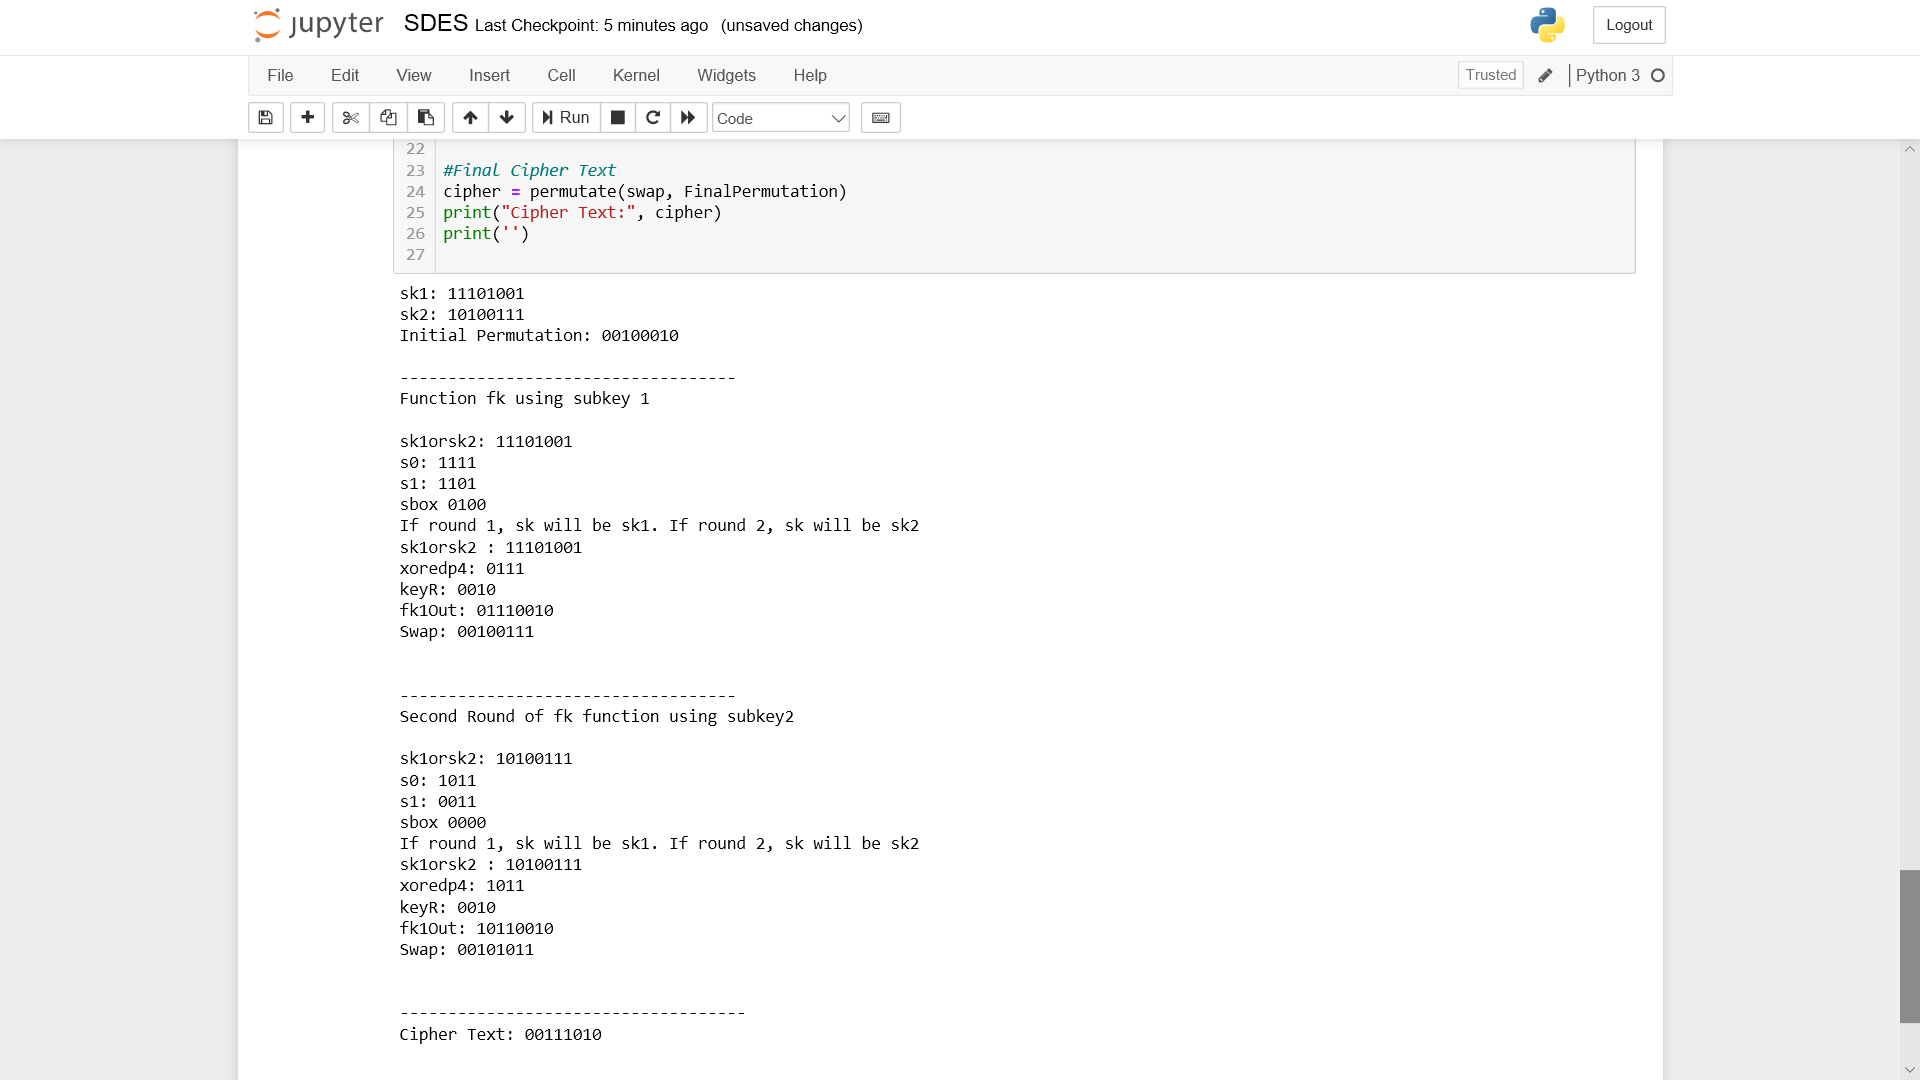 jupyter SDES Last Checkpoint: 5 minutes ago (unsaved changes) Logout
File Edit View Insert Cell Kernel Widgets Help Trusted Python 3
Run Code
22
23 #Final Cipher Text
24 cipher = permutate(swap, FinalPermutation)
25 print("Cipher Text:", cipher)
26 print('')
27
sk1: 11101001
sk2: 10100111
Initial Permutation: 00100010
-----------------------------------
Function fk using subkey 1
sk1orsk2: 11101001
s0: 1111
s1: 1101
sbox 0100
If round 1, sk will be sk1. If round 2, sk will be sk2
sk1orsk2 : 11101001
xoredp4: 0111
keyR: 0010
fk1Out: 01110010
Swap: 00100111
-----------------------------------
Second Round of fk function using subkey2
sk1orsk2: 10100111
s0: 1011
s1: 0011
sbox 0000
If round 1, sk will be sk1. If round 2, sk will be sk2
sk1orsk2 : 10100111
xoredp4: 1011
keyR: 0010
fk1Out: 10110010
Swap: 00101011
------------------------------------
Cipher Text: 00111010